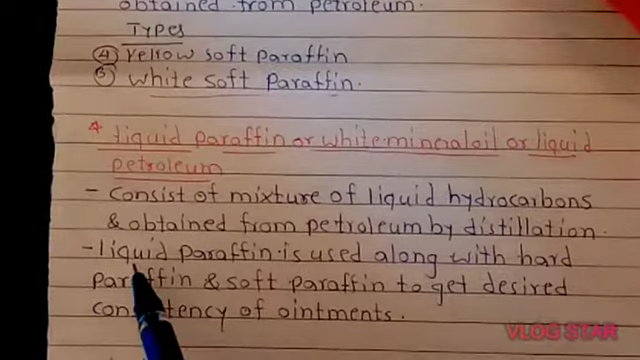 obtained from petroleum.
Types
(a) Yellow soft paraffin
(b) White soft Paraffin.
* liquid paraffin or white mineral oil or liquid
petroleum
- consist of mixture of liquid hydrocarbons
& obtained from petroleum by distillation.
- liquid paraffin is used along with hard
paraffin & soft paraffin to get desired
consistency of ointments.
VLOG STAR